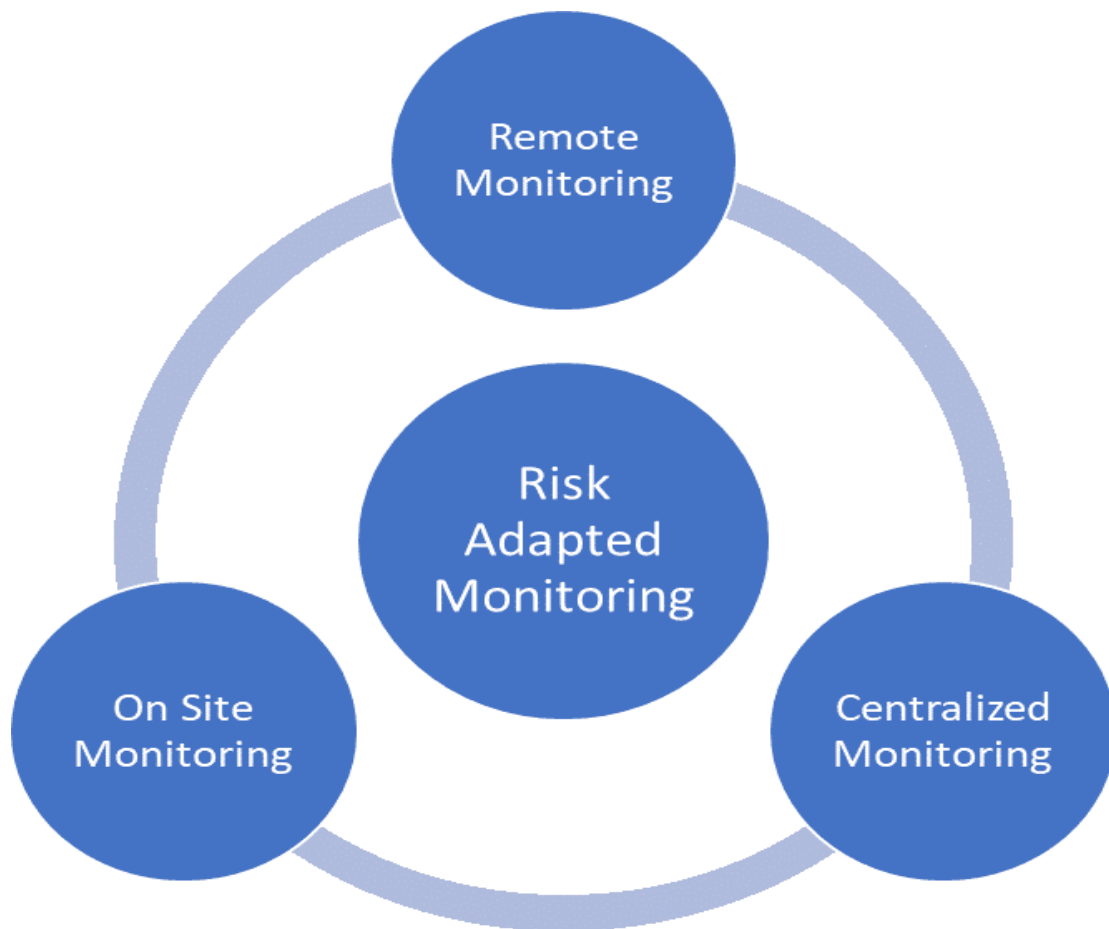 Remote
Monitoring
Risk
Adapted
Monitoring
On Site
Monitoring
Centralized
Monitoring